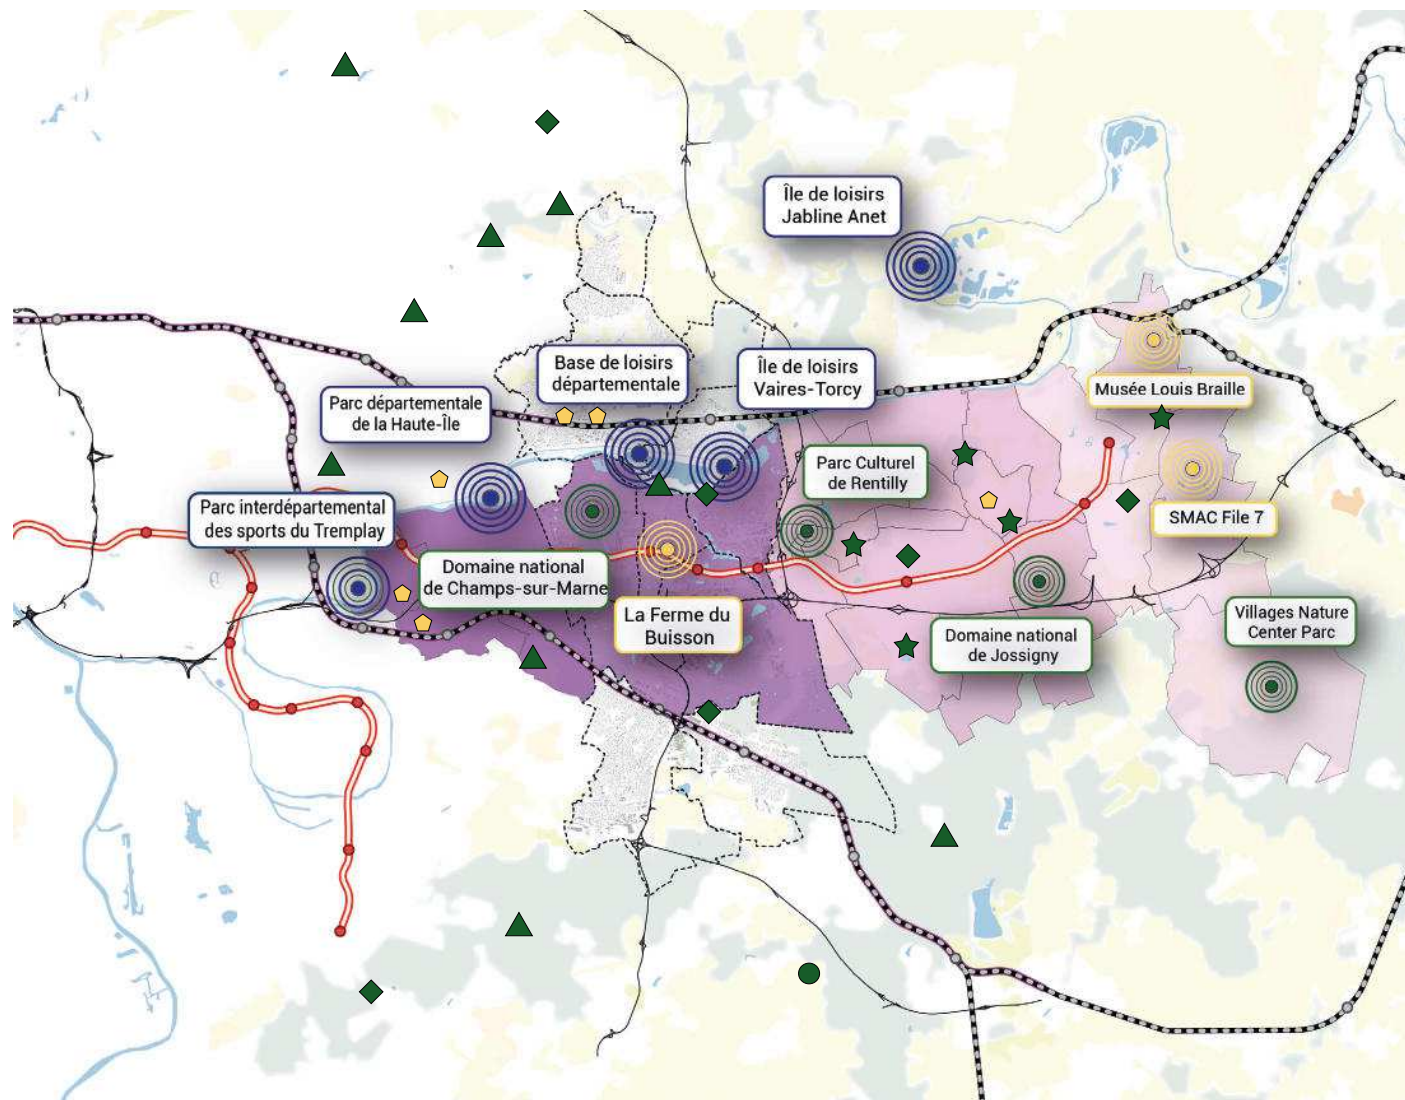 Île de loisirs
Jabline Anet
Base de loisirs
départementale
Île de loisirs
Vaires-Torcy
Musée Louis Braille
Parc départementale
de la Haute-Île
Parc Culturel
de Rentilly
Parc interdépartemental
des sports du Tremplay
SMAC File 7
Domaine national
de Champs-sur-Marne
La Ferme du
Buisson
Domaine national
de Jossigny
Villages Nature
Center Parc